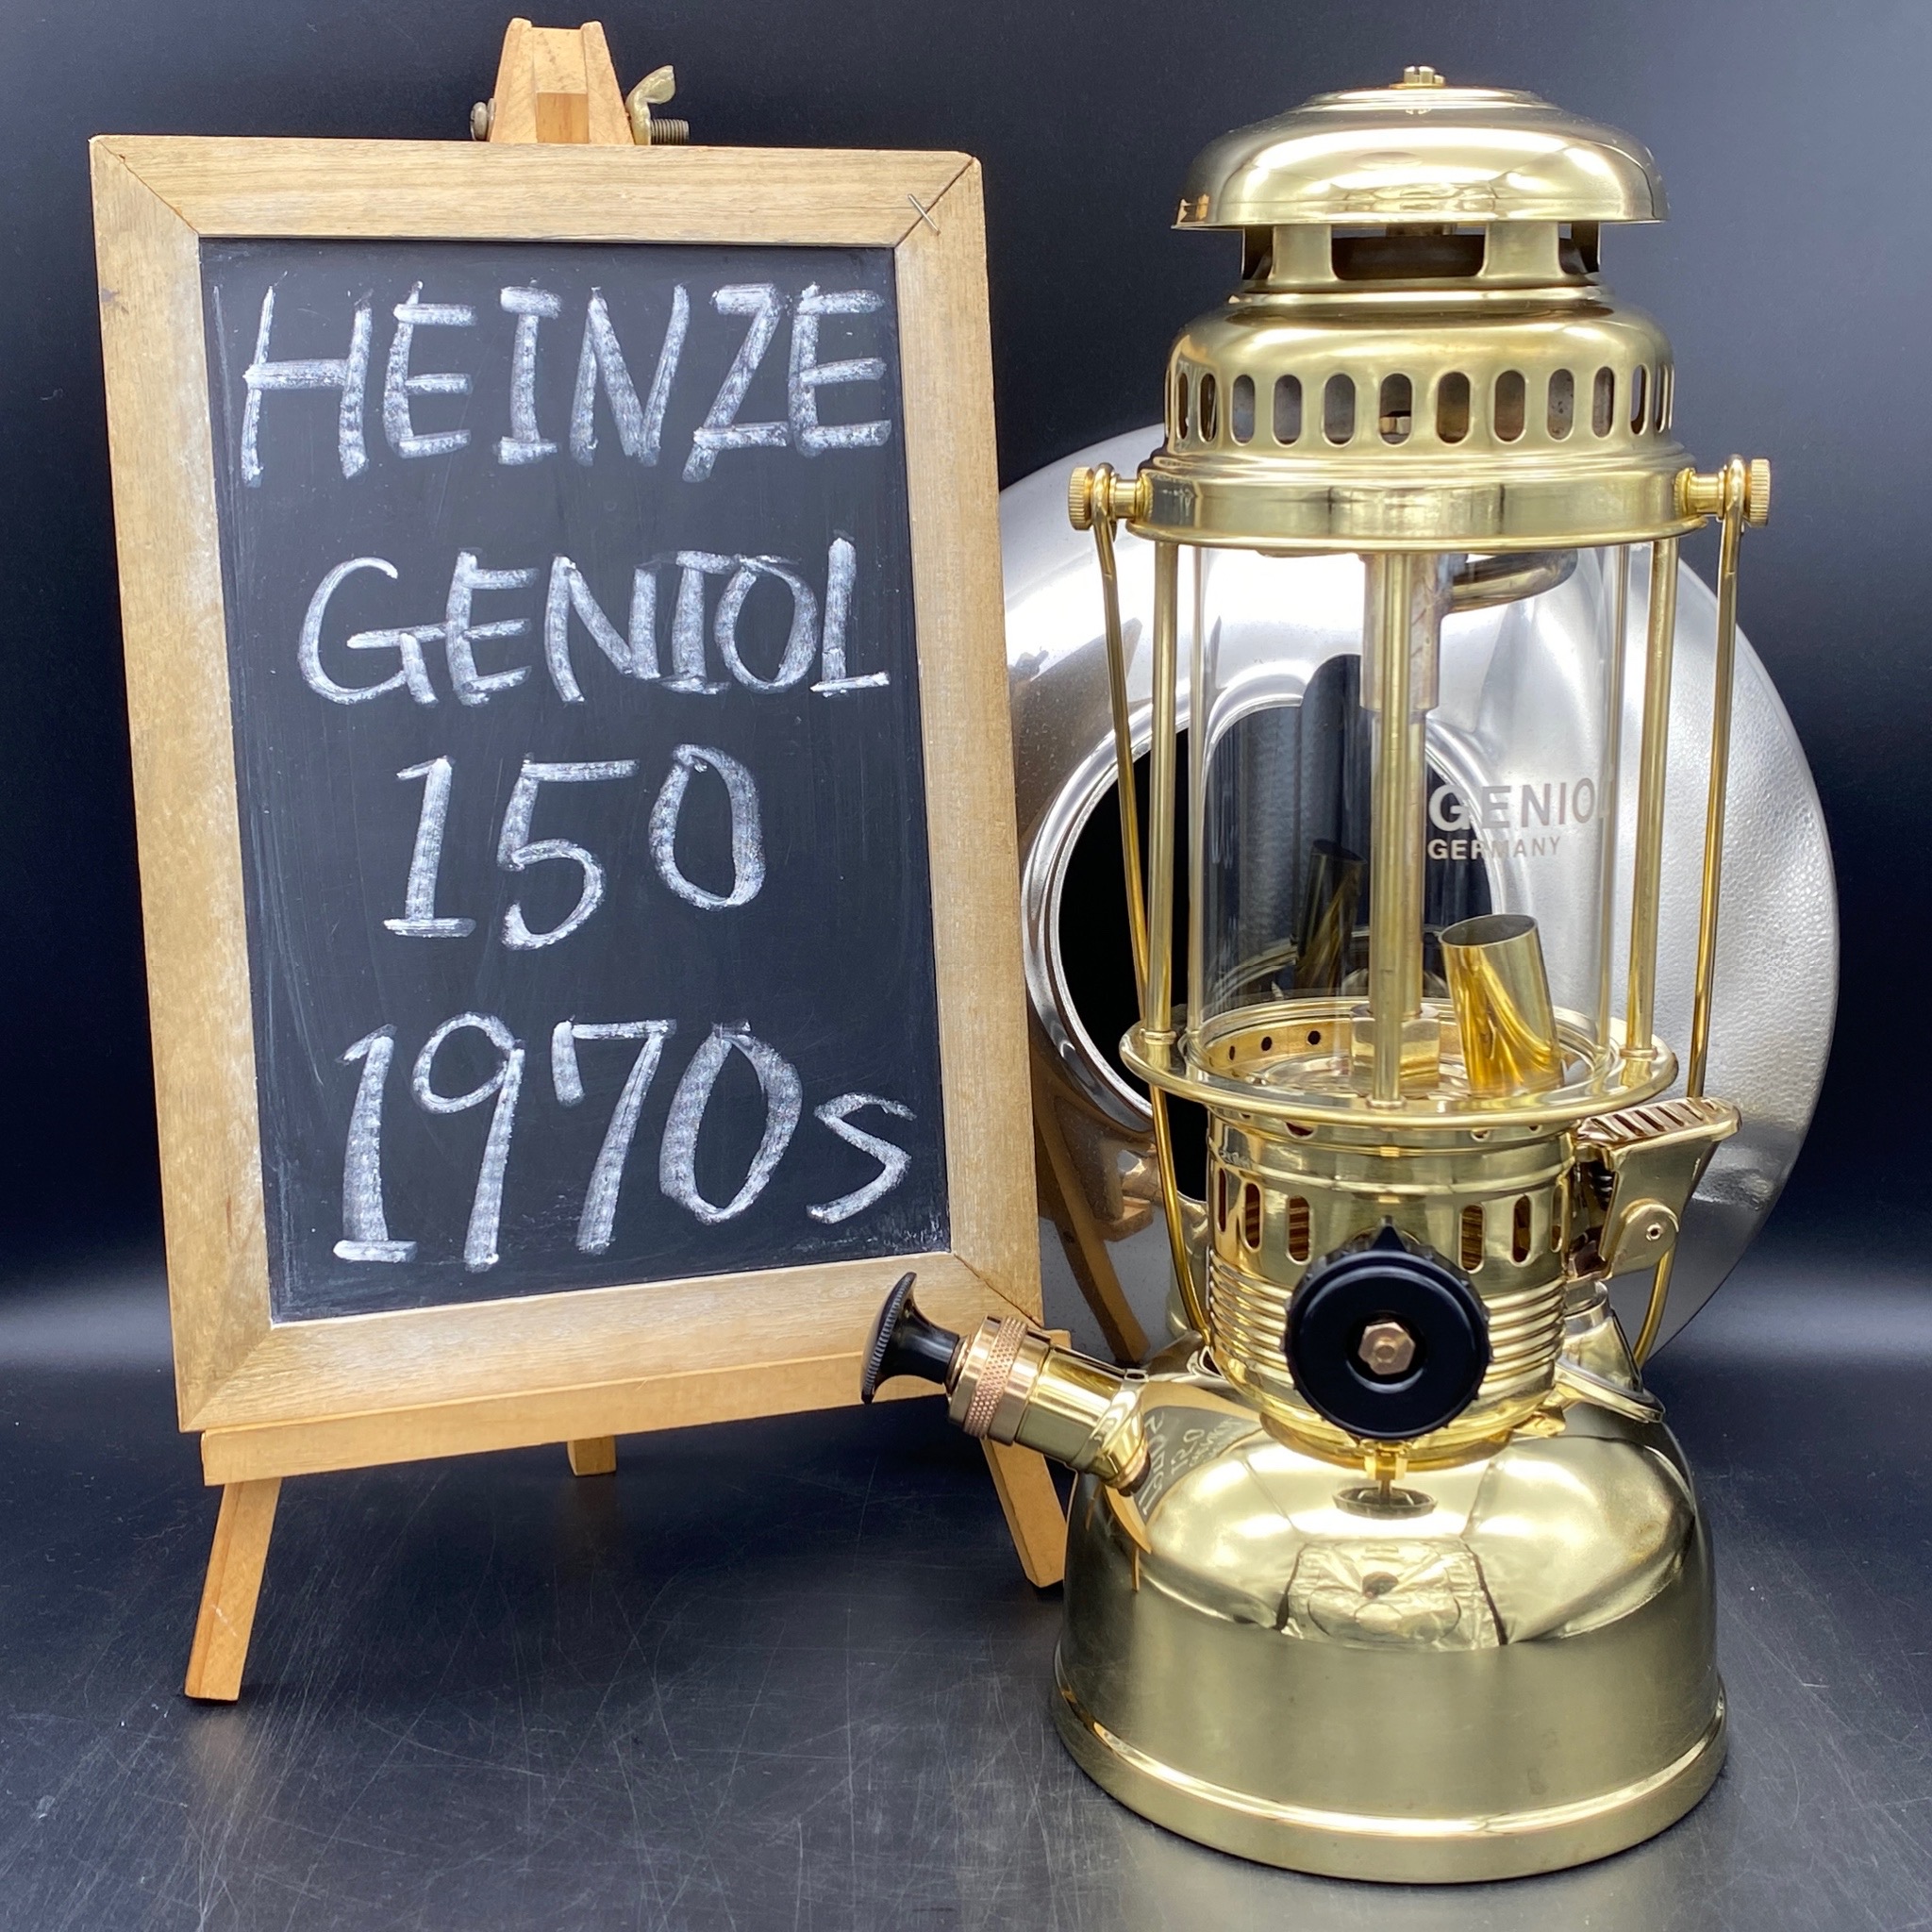 HEINZE
GENIOL
150
1970s
GENIOL
GERMANY